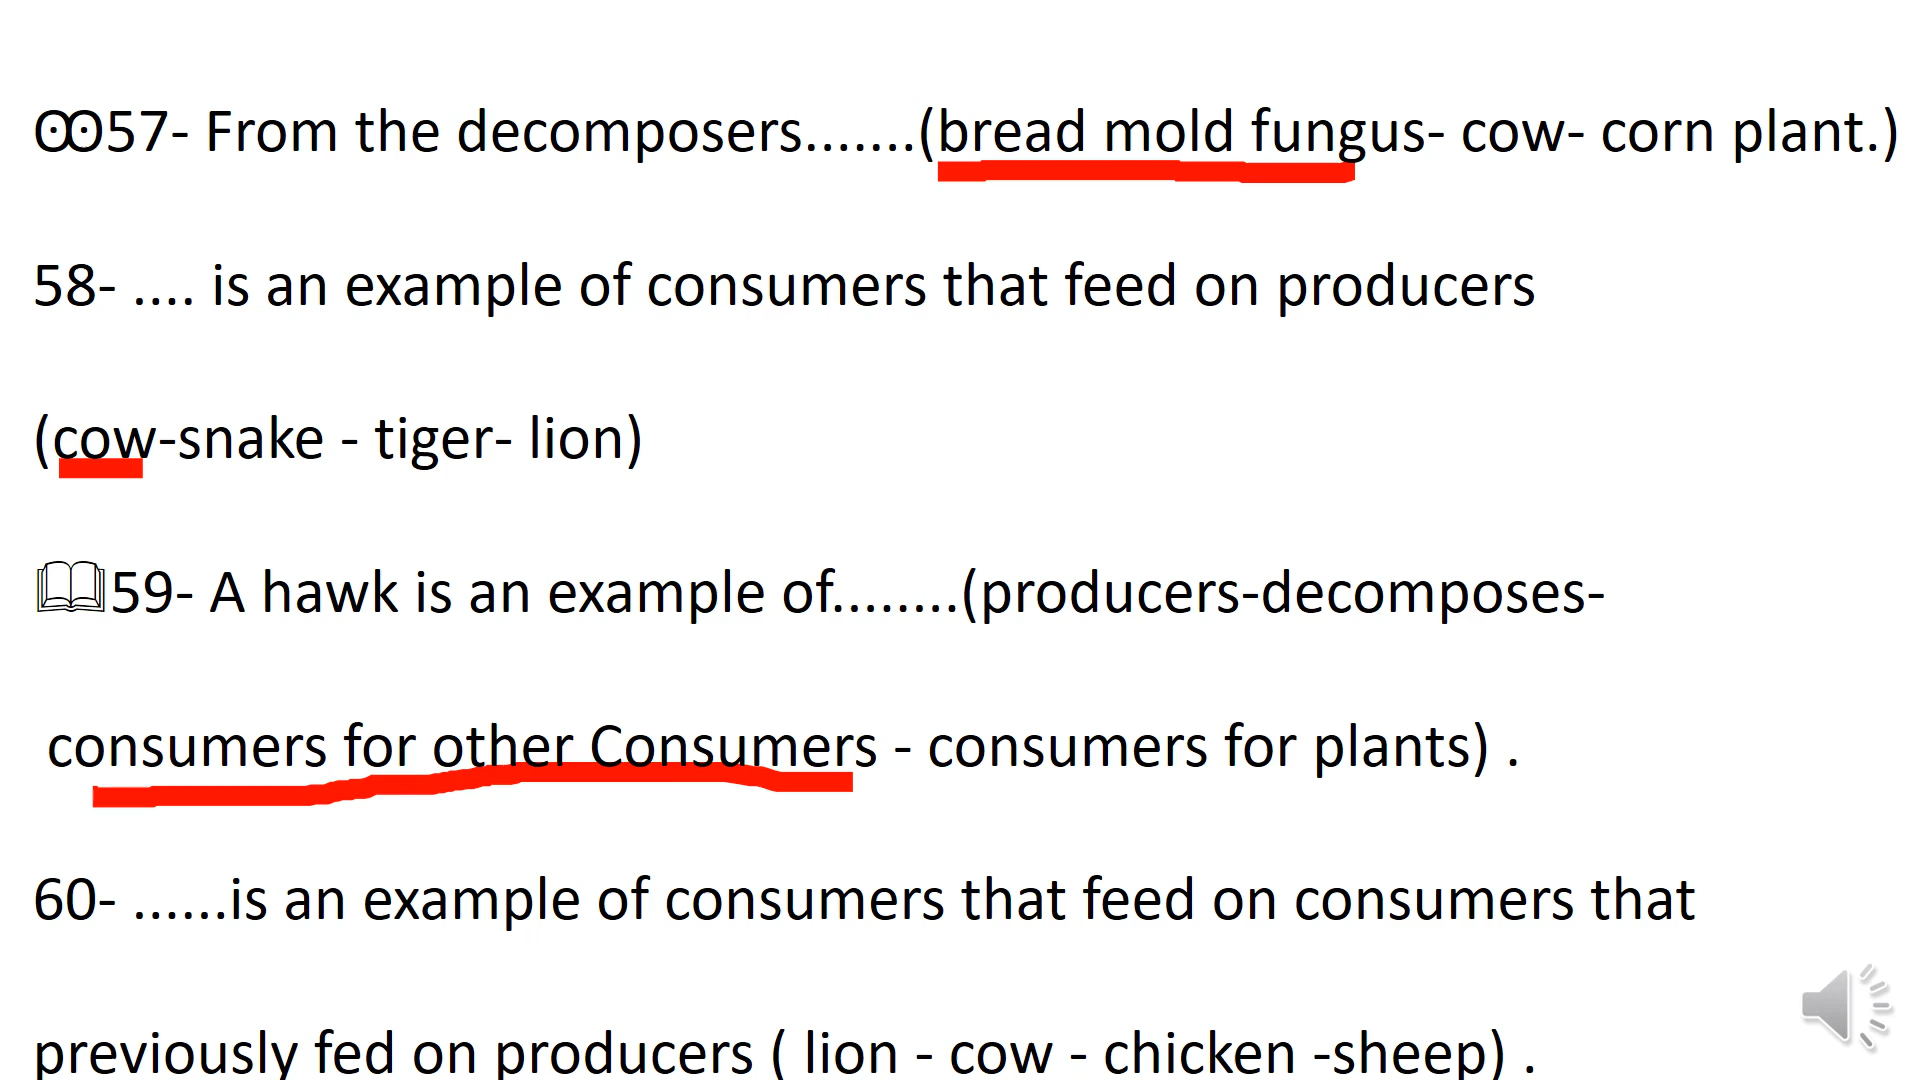 ꙭ57- From the decomposers.......(bread mold fungus- cow- corn plant.)
58- .... is an example of consumers that feed on producers
(cow-snake - tiger- lion)
🕮59- A hawk is an example of........(producers-decomposes-
consumers for other Consumers - consumers for plants) .
60- ......is an example of consumers that feed on consumers that
previously fed on producers ( lion - cow - chicken -sheep) .